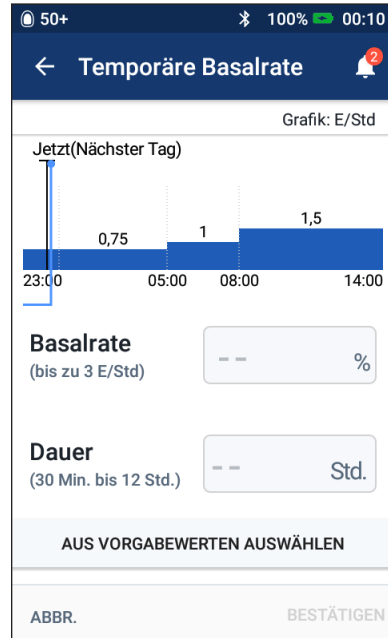 50+ 100% 00:10
Temporäre Basalrate 2
Grafik: E/Std
Jetzt(Nächster Tag)
0,75 1 1,5
23:00 05:00 08:00 14:00
Basalrate
(bis zu 3 E/Std)
-- %
Dauer
(30 Min. bis 12 Std.)
-- Std.
AUS VORGABEWERTEN AUSWÄHLEN
ABBR. BESTÄTIGEN